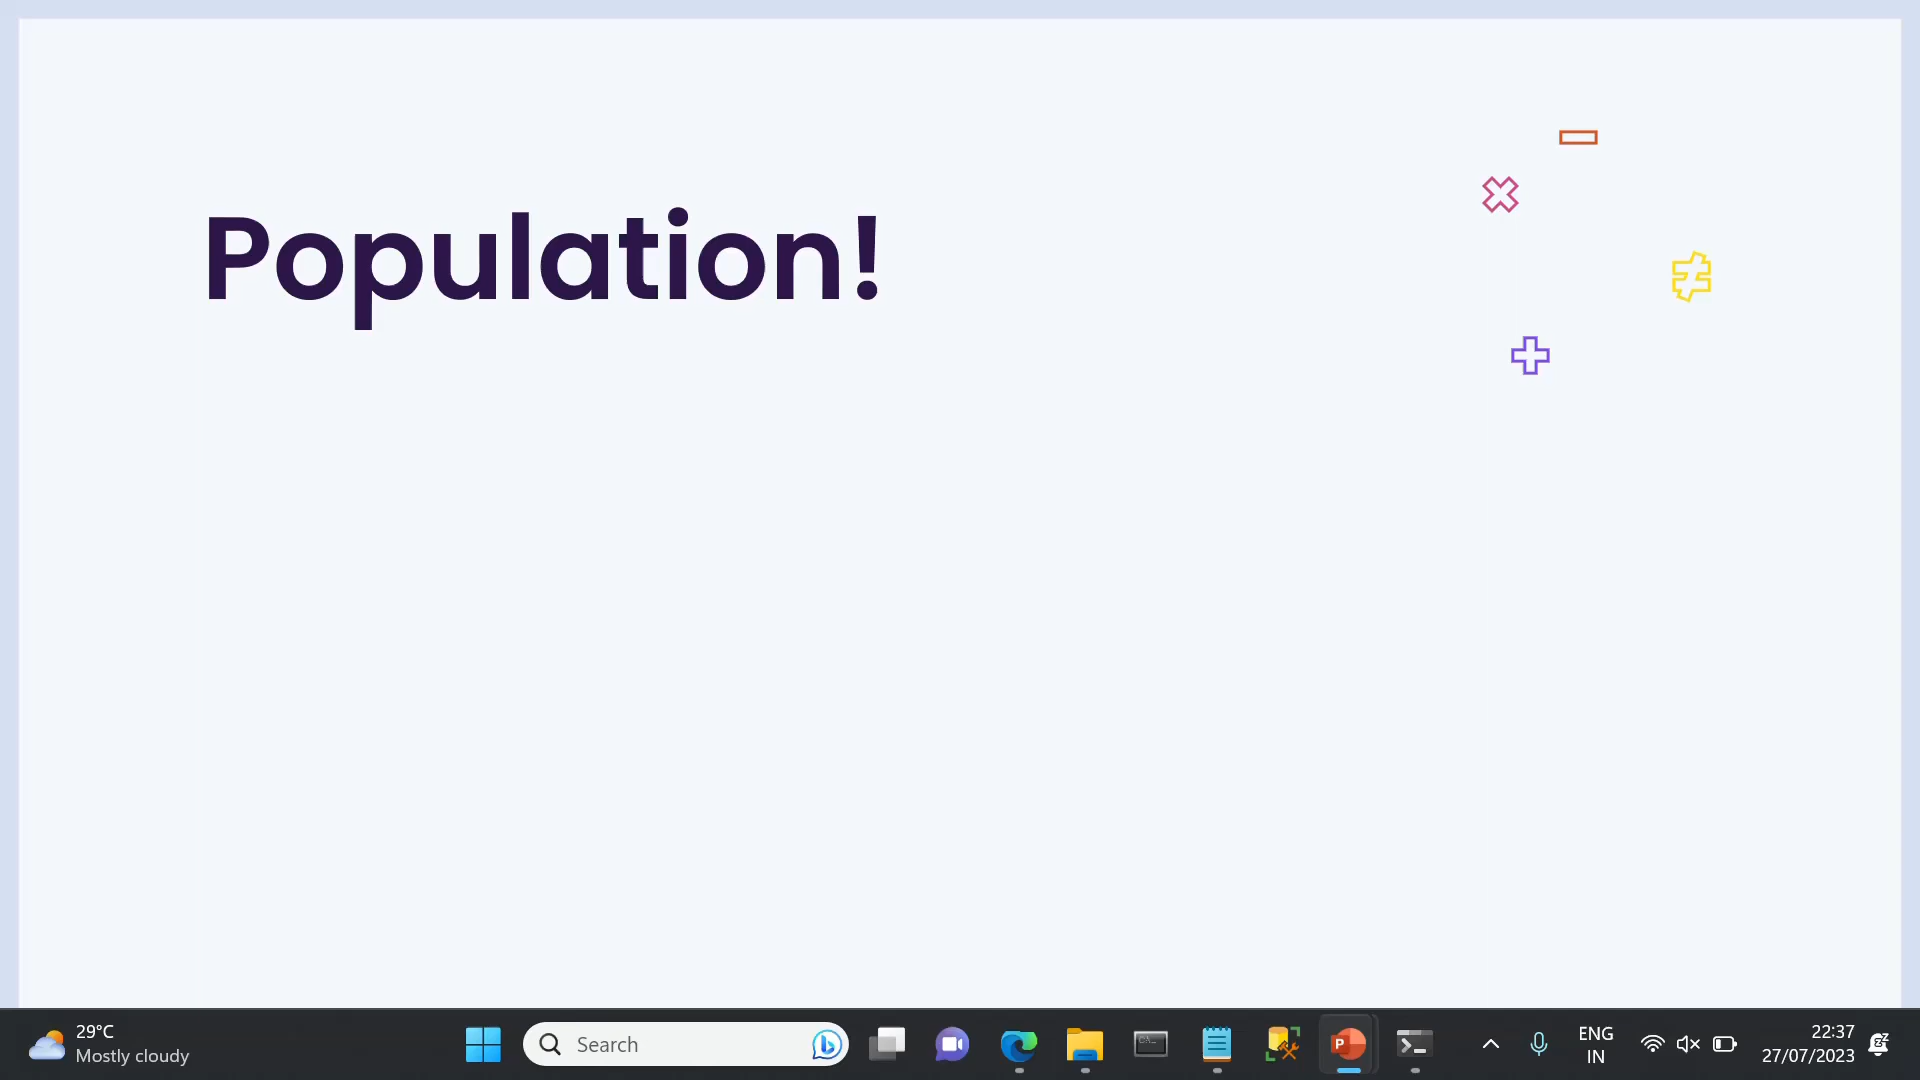 Population!
29°C
Mostly cloudy
Search
ENG
IN
22:37
27/07/2023